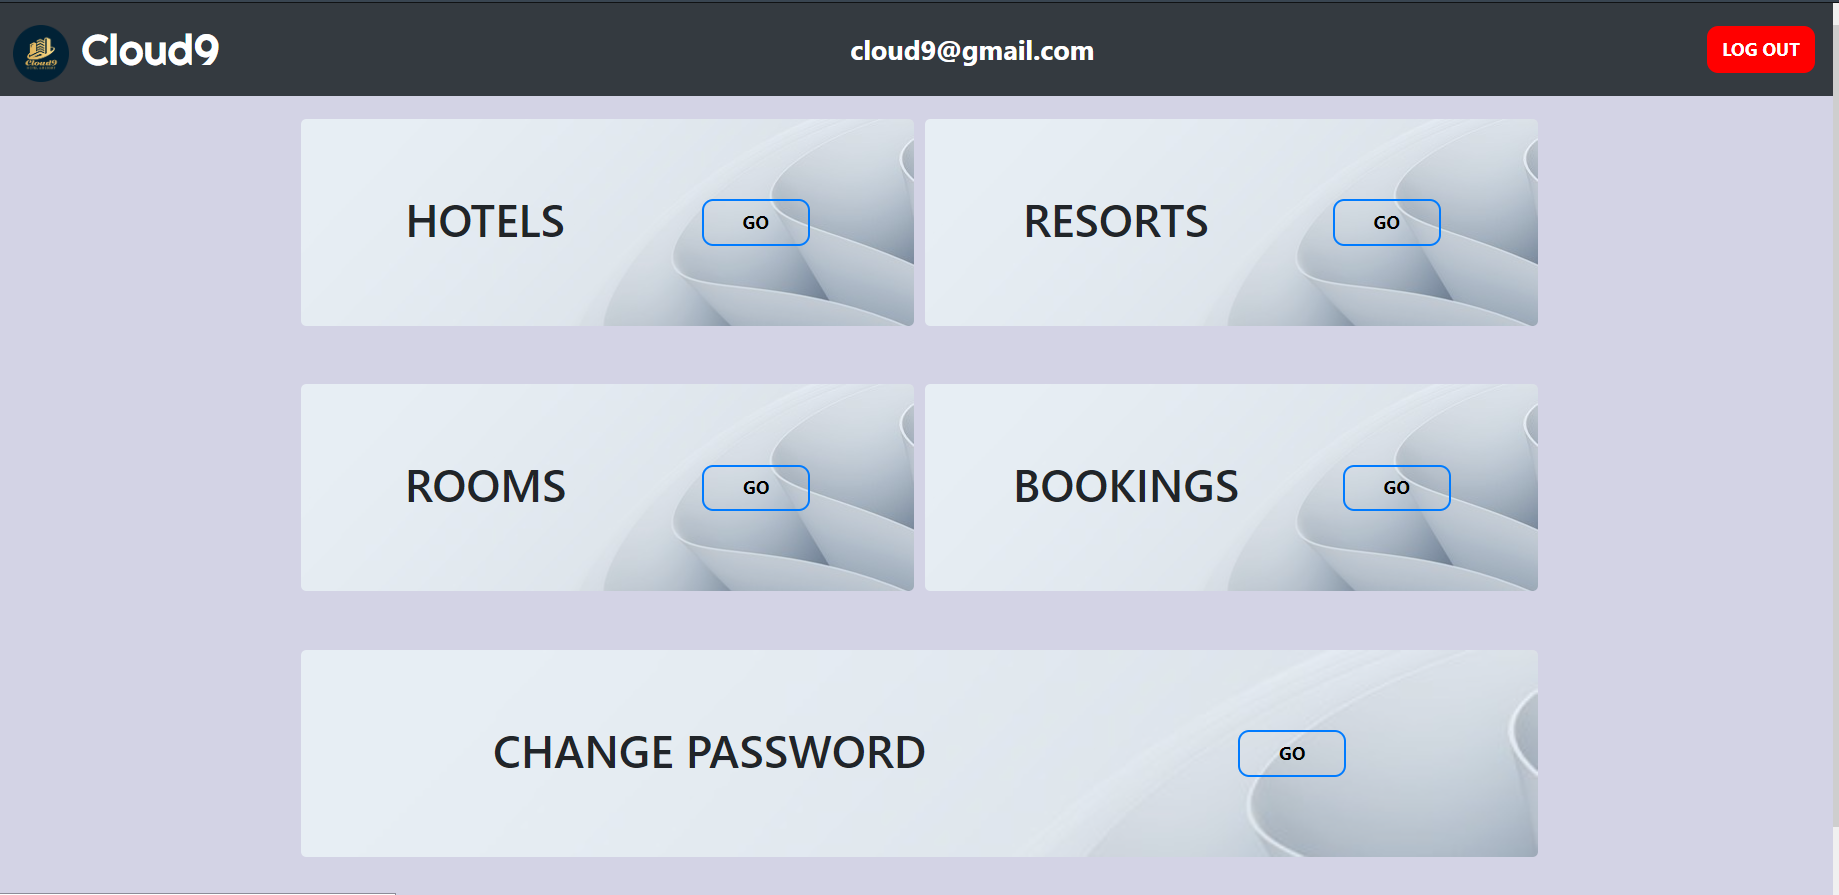 Cloud9
Cloud9
cloud9@gmail.com
LOG OUT
HOTELS
GO
RESORTS
GO
ROOMS
GO
BOOKINGS
GO
CHANGE PASSWORD
GO